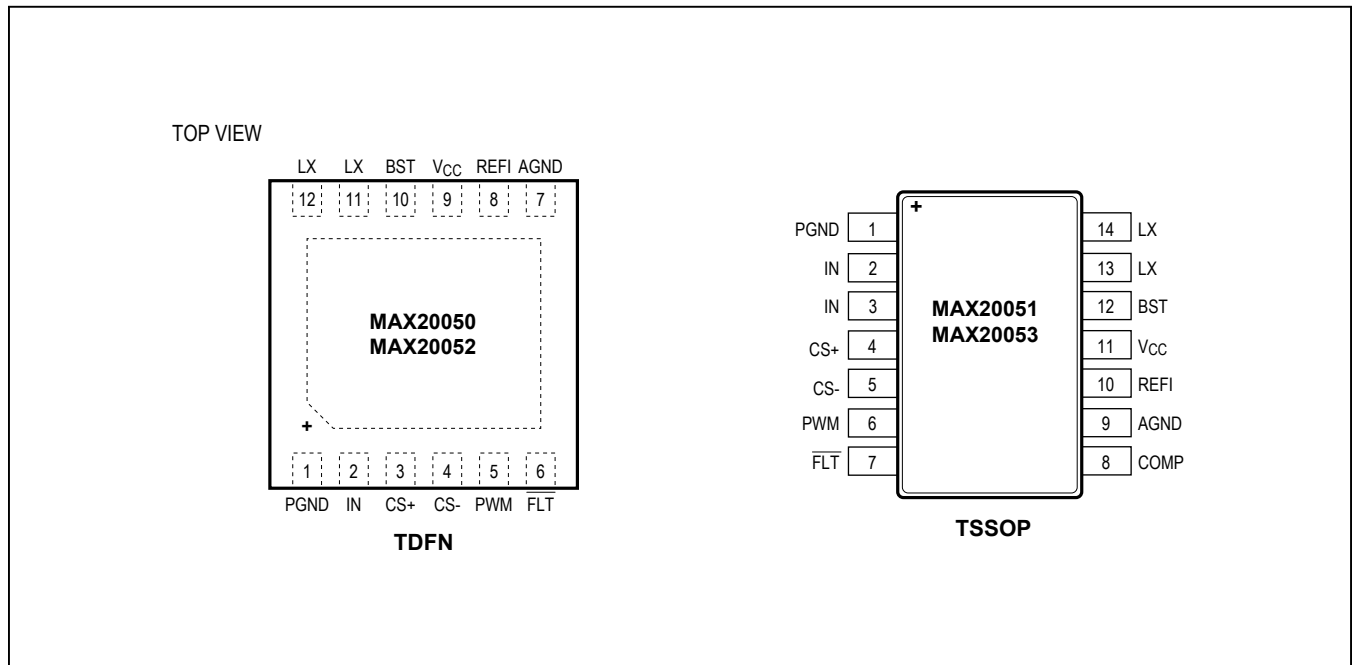 TOP VIEW
LX LX BST VCC REFI AGND
12 11 10 9 8 7
MAX20050
MAX20052
+
1 2 3 4 5 6
PGND IN CS+ CS- PWM FLT
TDFN
+
PGND 1 14 LX
IN 2 13 LX
IN 3 12 BST
CS+ 4 11 VCC
CS- 5 10 REFI
PWM 6 9 AGND
FLT 7 8 COMP
MAX20051
MAX20053
TSSOP